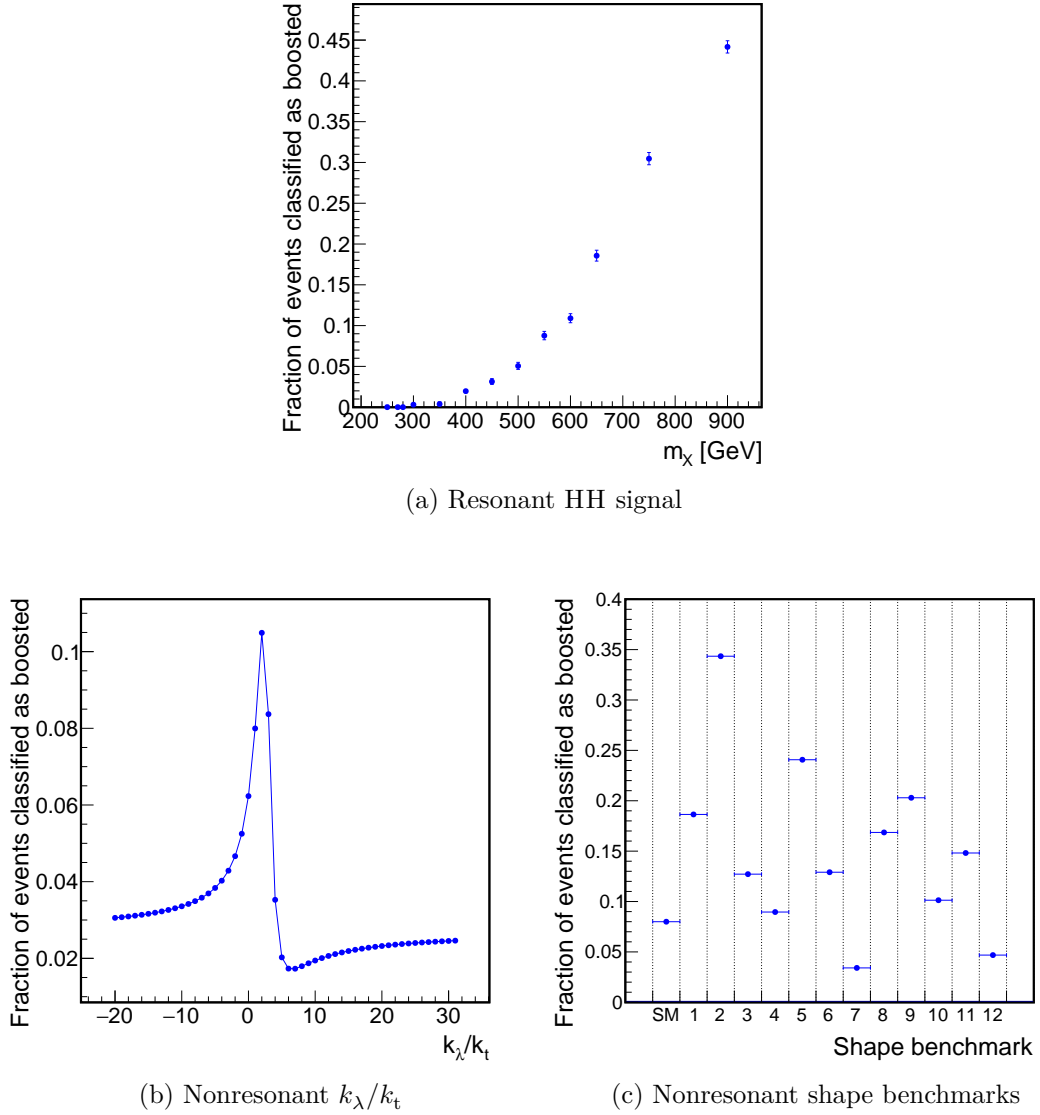 Fraction of events classified as boosted
0.45
0.4
0.35
0.3
0.25
0.2
0.15
0.1
0.05
0
200 300 400 500 600 700 800 900
m_X [GeV]
(a) Resonant HH signal
Fraction of events classified as boosted
0.1
0.08
0.06
0.04
0.02
−20 −10 0 10 20 30
k_λ/k_t
(b) Nonresonant k_λ/k_t
Fraction of events classified as boosted
0.4
0.35
0.3
0.25
0.2
0.15
0.1
0.05
0
SM 1 2 3 4 5 6 7 8 9 10 11 12
Shape benchmark
(c) Nonresonant shape benchmarks